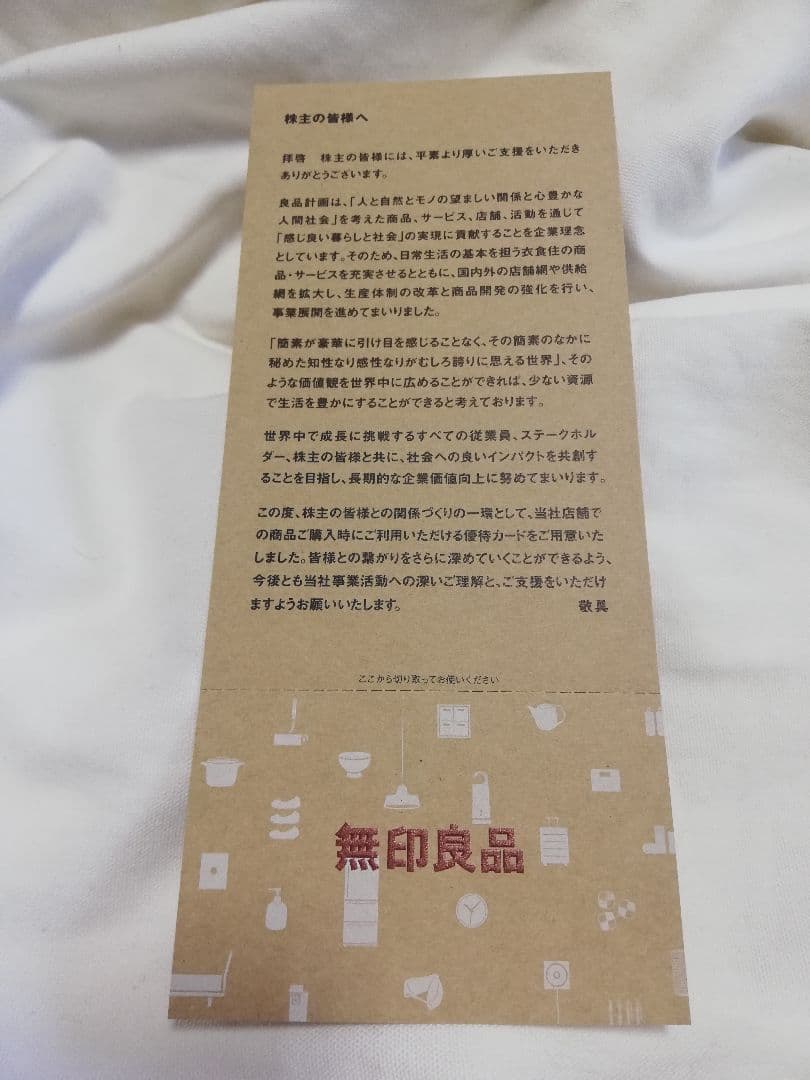 株主の皆様へ
拝啓　株主の皆様には、平素より厚いご支援をいただき
ありがとうございます。
良品計画は、「人と自然とモノの望ましい関係と心豊かな
人間社会」を考えた商品、サービス、店舗、活動を通じて
「感じ良い暮らしと社会」の実現に貢献することを企業理念
としています。そのため、日常生活の基本を担う衣食住の商
品・サービスを充実させるとともに、国内外の店舗網や供給
網を拡大し、生産体制の改革と商品開発の強化を行い、
事業展開を進めてまいりました。
「簡素が豪華に引け目を感じることなく、その簡素のなかに
秘めた知性なり感性なりがむしろ誇りに思える世界」、その
ような価値観を世界中に広めることができれば、少ない資源
で生活を豊かにすることができると考えております。
世界中で成長に挑戦するすべての従業員、ステークホル
ダー、株主の皆様と共に、社会への良いインパクトを共創す
ることを目指し、長期的な企業価値向上に努めてまいります。
この度、株主の皆様との関係づくりの一環として、当社店舗で
の商品ご購入時にご利用いただける優待カードをご用意いた
しました。皆様との繋がりをさらに深めていくことができるよう、
今後とも当社事業活動への深いご理解と、ご支援をいただけ
ますようお願いいたします。　敬具
ここから切り取ってお使いください
無印良品